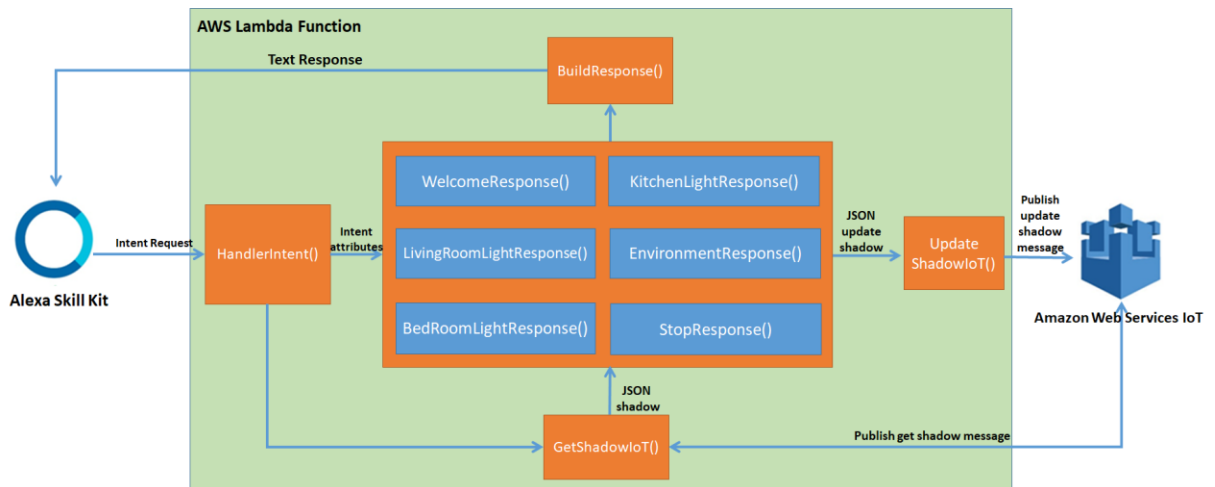 AWS Lambda Function
Text Response
BuildResponse()
WelcomeResponse()
KitchenLightResponse()
Publish
update
shadow
message
JSON
update
shadow
Intent Request
HandlerIntent()
Intent
attributes
LivingRoomLightResponse()
EnvironmentResponse()
Update
ShadowIoT()
Alexa Skill Kit
BedRoomLightResponse()
StopResponse()
Amazon Web Services IoT
JSON
shadow
GetShadowIoT()
Publish get shadow message